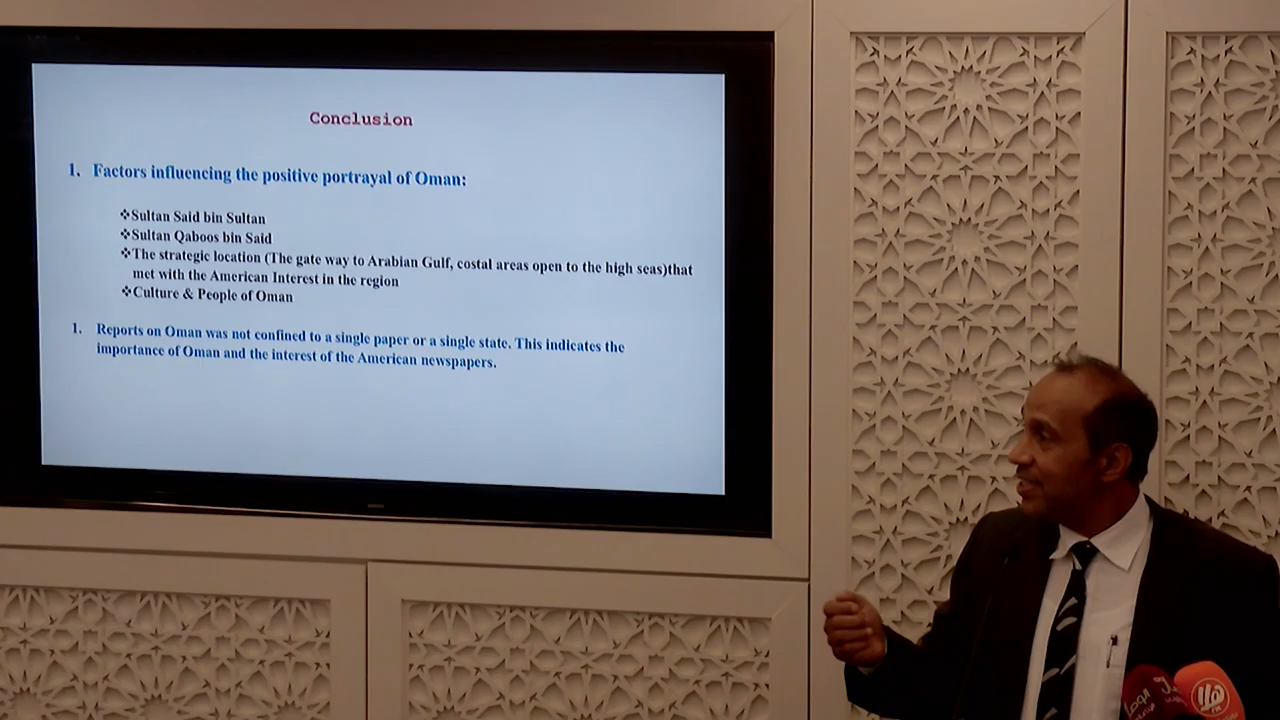 Conclusion
1. Factors influencing the positive portrayal of Oman:
❖Sultan Said bin Sultan
❖Sultan Qaboos bin Said
❖The strategic location (The gate way to Arabian Gulf, costal areas open to the high seas)that
met with the American Interest in the region
❖Culture & People of Oman
1. Reports on Oman was not confined to a single paper or a single state. This indicates the
importance of Oman and the interest of the American newspapers.
هلا
FM